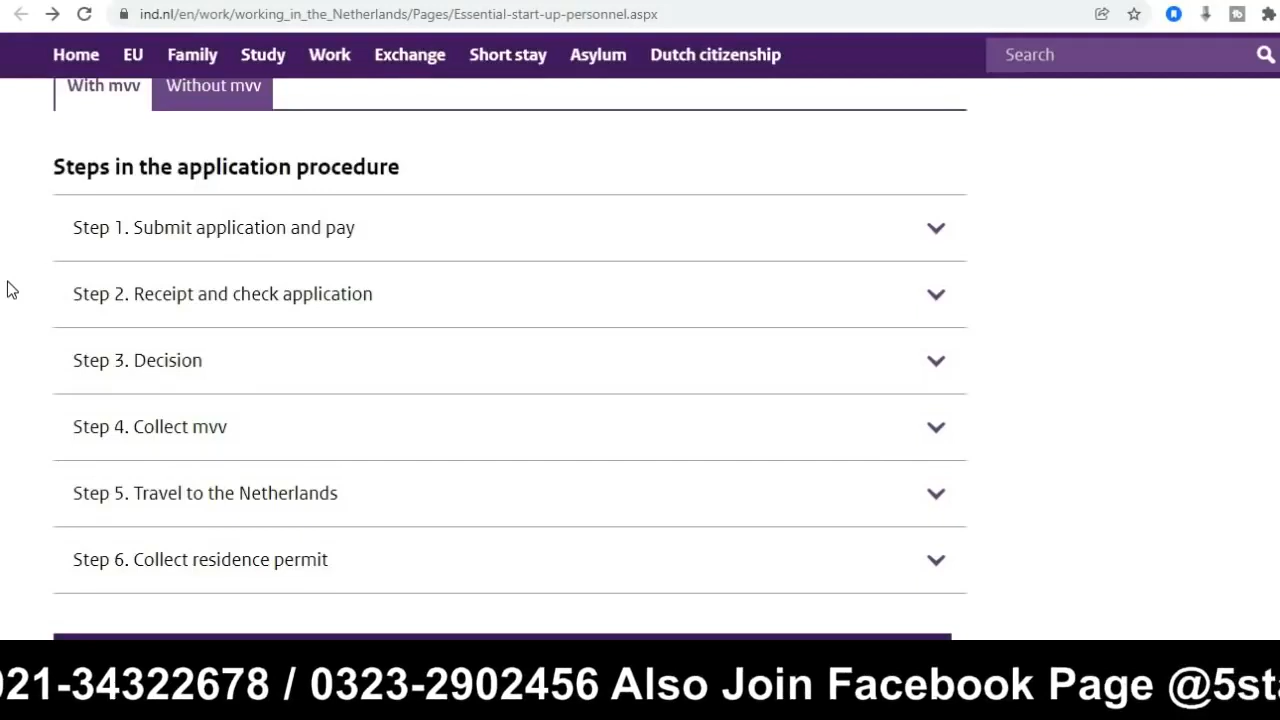 ind.nl/en/work/working_in_the_Netherlands/Pages/Essential-start-up-personnel.aspx
Home EU Family Study Work Exchange Short stay Asylum Dutch citizenship Search
With mvv Without mvv
Steps in the application procedure
Step 1. Submit application and pay
Step 2. Receipt and check application
Step 3. Decision
Step 4. Collect mvv
Step 5. Travel to the Netherlands
Step 6. Collect residence permit
021-34322678 / 0323-2902456 Also Join Facebook Page @5sta